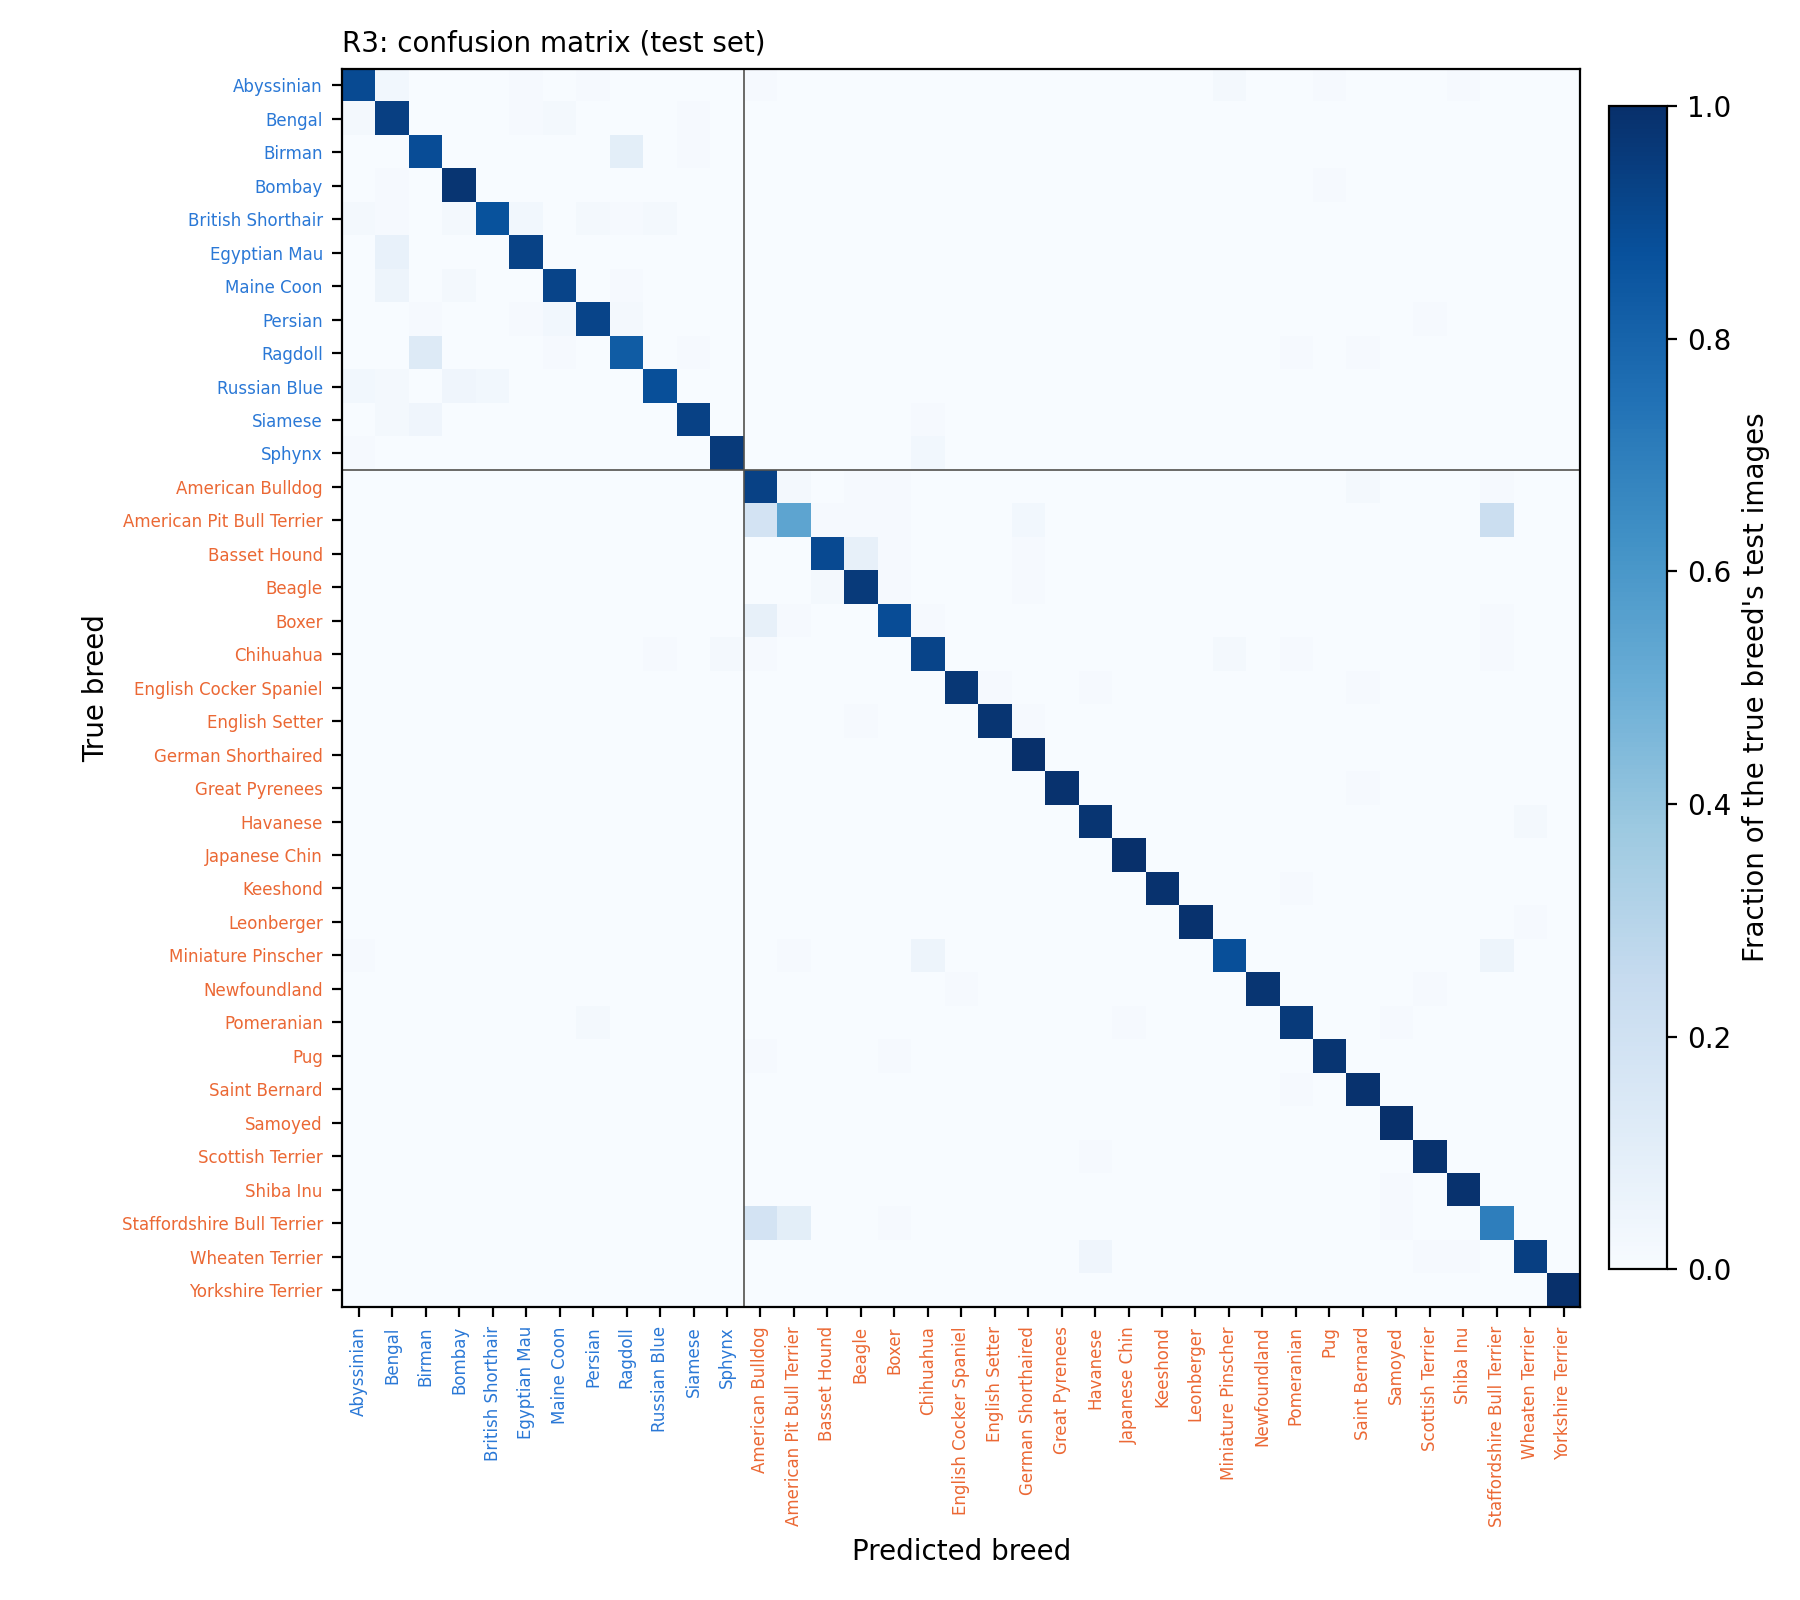 R3: confusion matrix (test set)
Abyssinian
Bengal
Birman
Bombay
British Shorthair
Egyptian Mau
Maine Coon
Persian
Ragdoll
Russian Blue
Siamese
Sphynx
American Bulldog
American Pit Bull Terrier
Basset Hound
Beagle
Boxer
Chihuahua
English Cocker Spaniel
English Setter
German Shorthaired
Great Pyrenees
Havanese
Japanese Chin
Keeshond
Leonberger
Miniature Pinscher
Newfoundland
Pomeranian
Pug
Saint Bernard
Samoyed
Scottish Terrier
Shiba Inu
Staffordshire Bull Terrier
Wheaten Terrier
Yorkshire Terrier
True breed
Abyssinian
Bengal
Birman
Bombay
British Shorthair
Egyptian Mau
Maine Coon
Persian
Ragdoll
Russian Blue
Siamese
Sphynx
American Bulldog
American Pit Bull Terrier
Basset Hound
Beagle
Boxer
Chihuahua
English Cocker Spaniel
English Setter
German Shorthaired
Great Pyrenees
Havanese
Japanese Chin
Keeshond
Leonberger
Miniature Pinscher
Newfoundland
Pomeranian
Pug
Saint Bernard
Samoyed
Scottish Terrier
Shiba Inu
Staffordshire Bull Terrier
Wheaten Terrier
Yorkshire Terrier
Predicted breed
1.0
0.8
0.6
0.4
0.2
0.0
Fraction of the true breed's test images